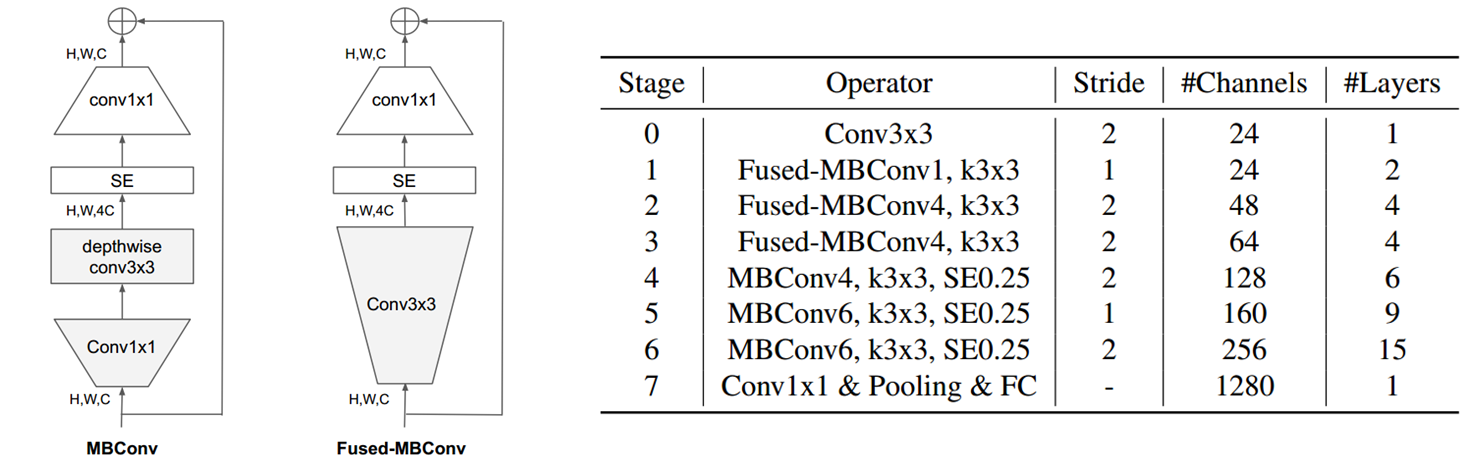 H,W,C
conv1x1
SE
H,W,4C
depthwise
conv3x3
Conv1x1
H,W,C
MBConv
H,W,C
conv1x1
SE
H,W,4C
Conv3x3
H,W,C
Fused-MBConv
Stage Operator Stride #Channels #Layers
0 Conv3x3 2 24 1
1 Fused-MBConv1, k3x3 1 24 2
2 Fused-MBConv4, k3x3 2 48 4
3 Fused-MBConv4, k3x3 2 64 4
4 MBConv4, k3x3, SE0.25 2 128 6
5 MBConv6, k3x3, SE0.25 1 160 9
6 MBConv6, k3x3, SE0.25 2 256 15
7 Conv1x1 & Pooling & FC - 1280 1